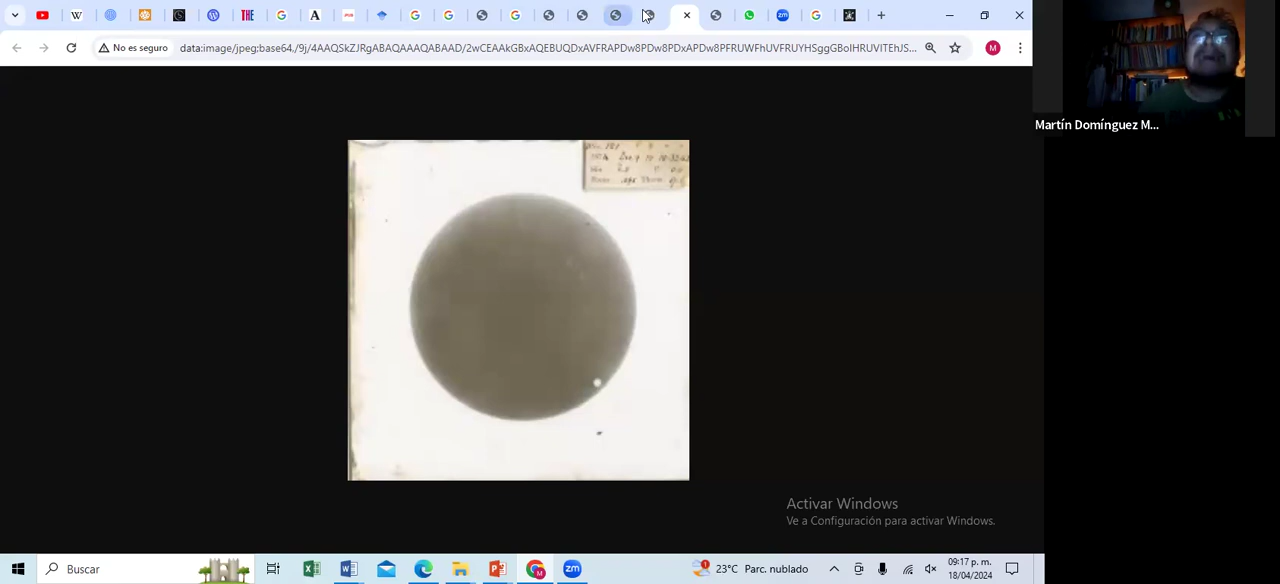 No es seguro
data:image/jpeg;base64,/9j/4AAQSkZJRgABAQAAAQABAAD/2wCEAAkGBxAQEBUQDxAVFRAPDw8PDw8PDxAPDw8PFRUWFhUVFRUYHSggGBolHRUVITEhJS...
M
Martín Domínguez M...
Activar Windows
Ve a Configuración para activar Windows.
Buscar
23°C Parc. nublado
09:17 p. m.
18/04/2024